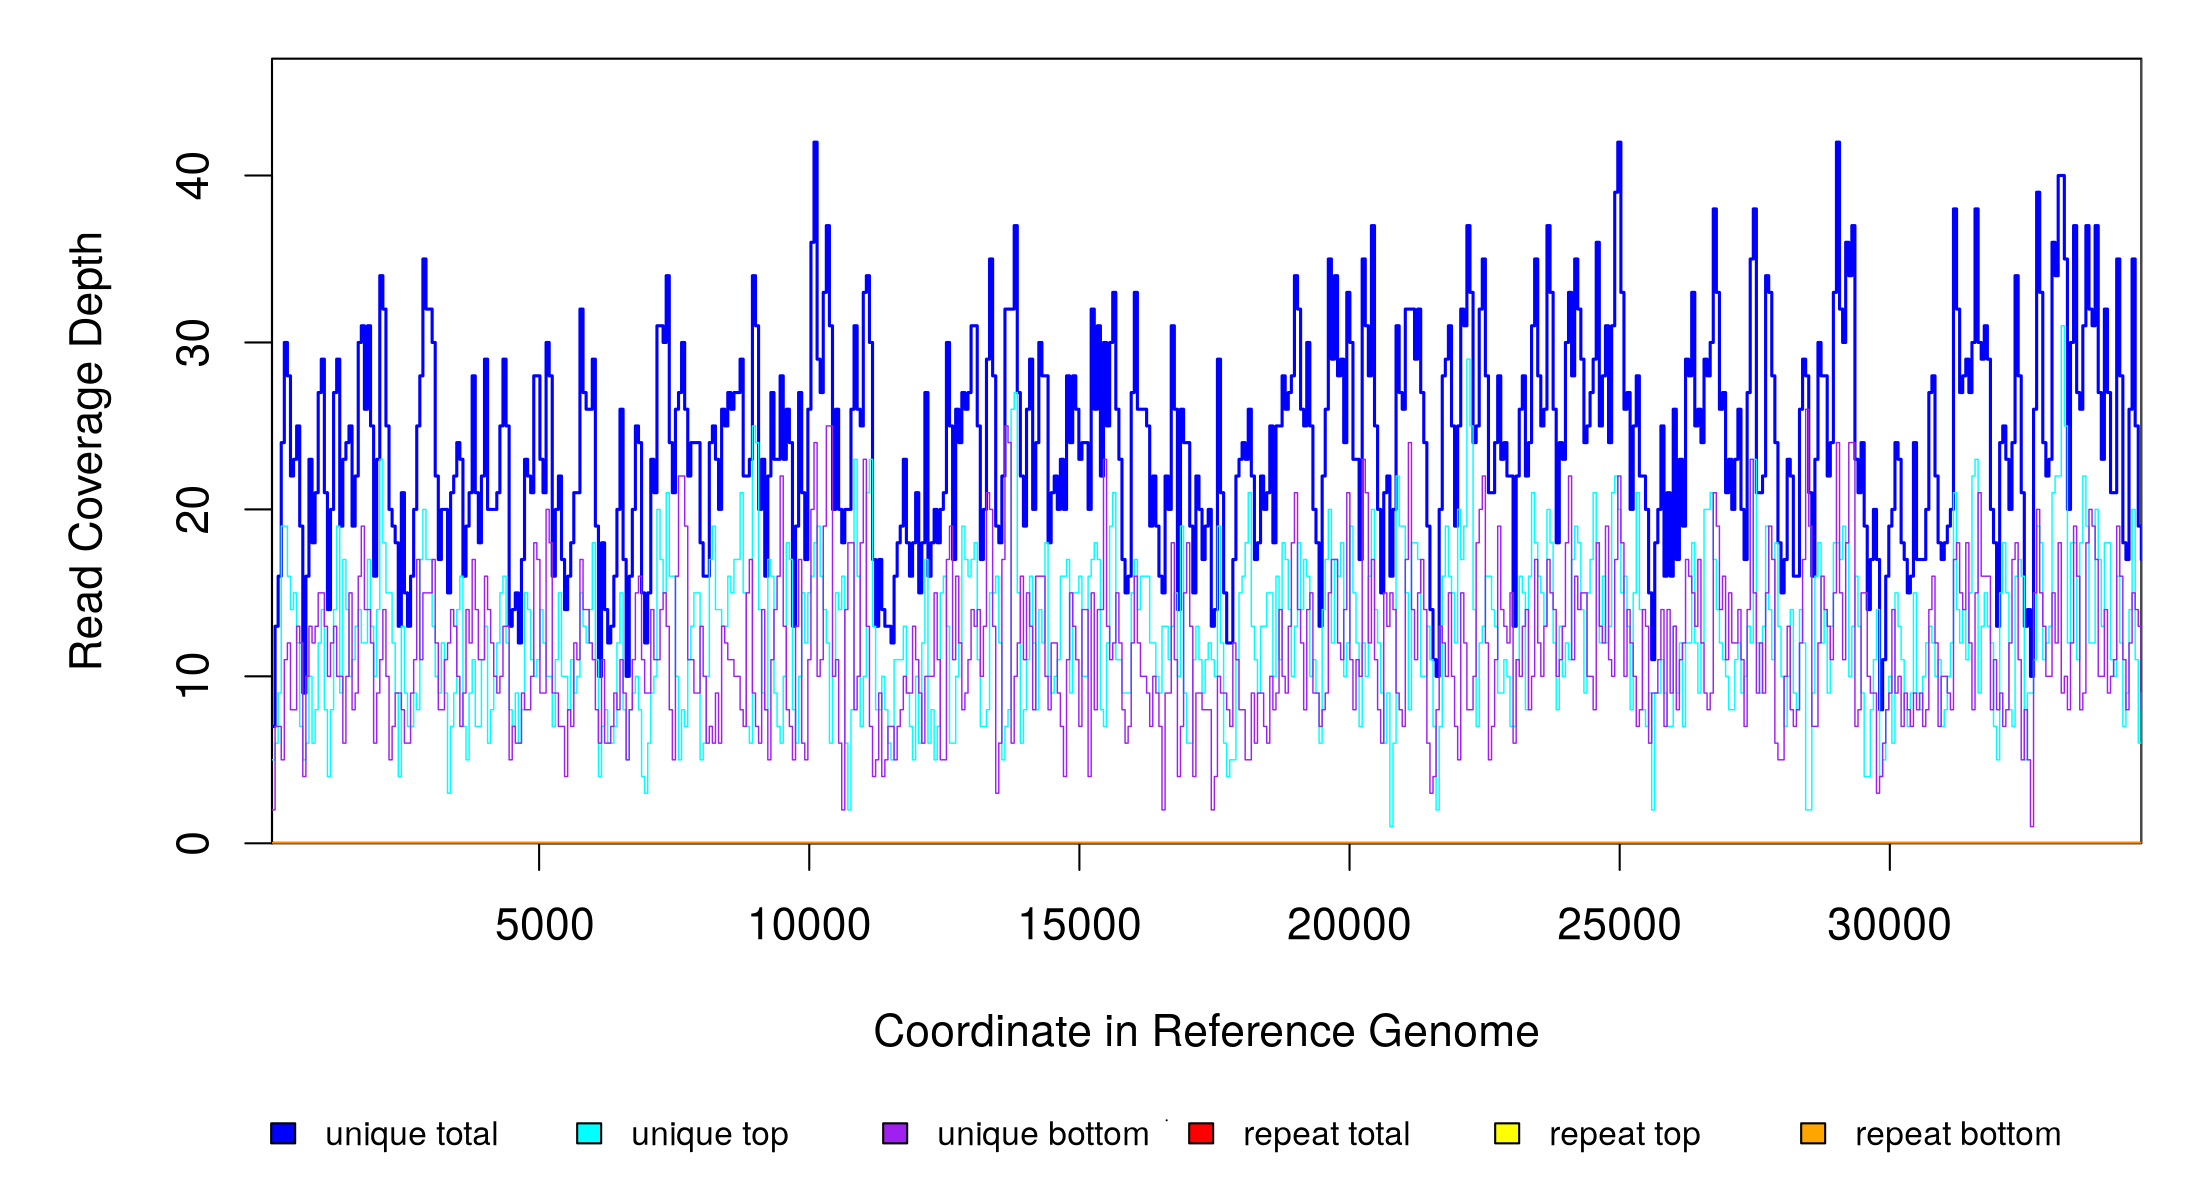 Read Coverage Depth
40
30
20
10
0
5000 10000 15000 20000 25000 30000
Coordinate in Reference Genome
unique total unique top unique bottom repeat total repeat top repeat bottom